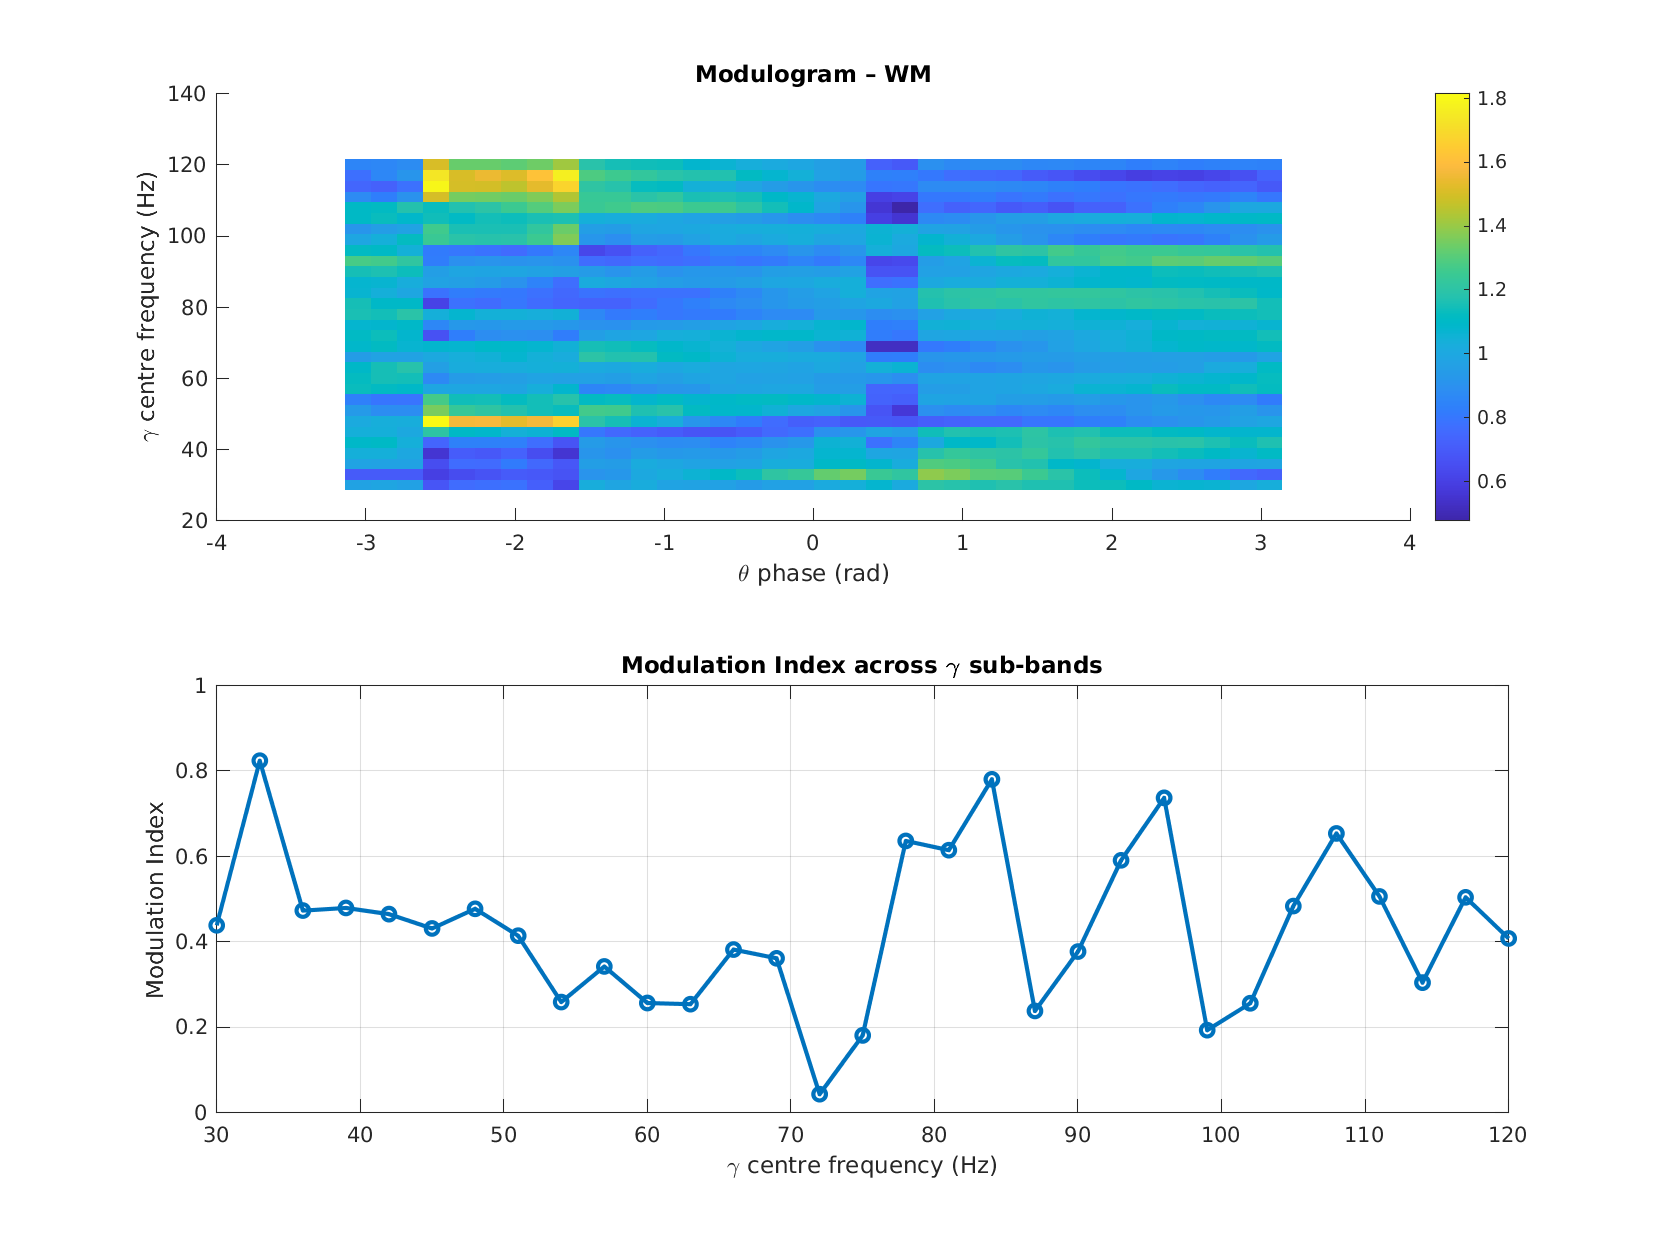 Modulogram – WM
140
120
100
80
60
40
20
γ centre frequency (Hz)
-4 -3 -2 -1 0 1 2 3 4
θ phase (rad)
1.8
1.6
1.4
1.2
1
0.8
0.6
Modulation Index across γ sub-bands
1
0.8
0.6
0.4
0.2
0
Modulation Index
30 40 50 60 70 80 90 100 110 120
γ centre frequency (Hz)